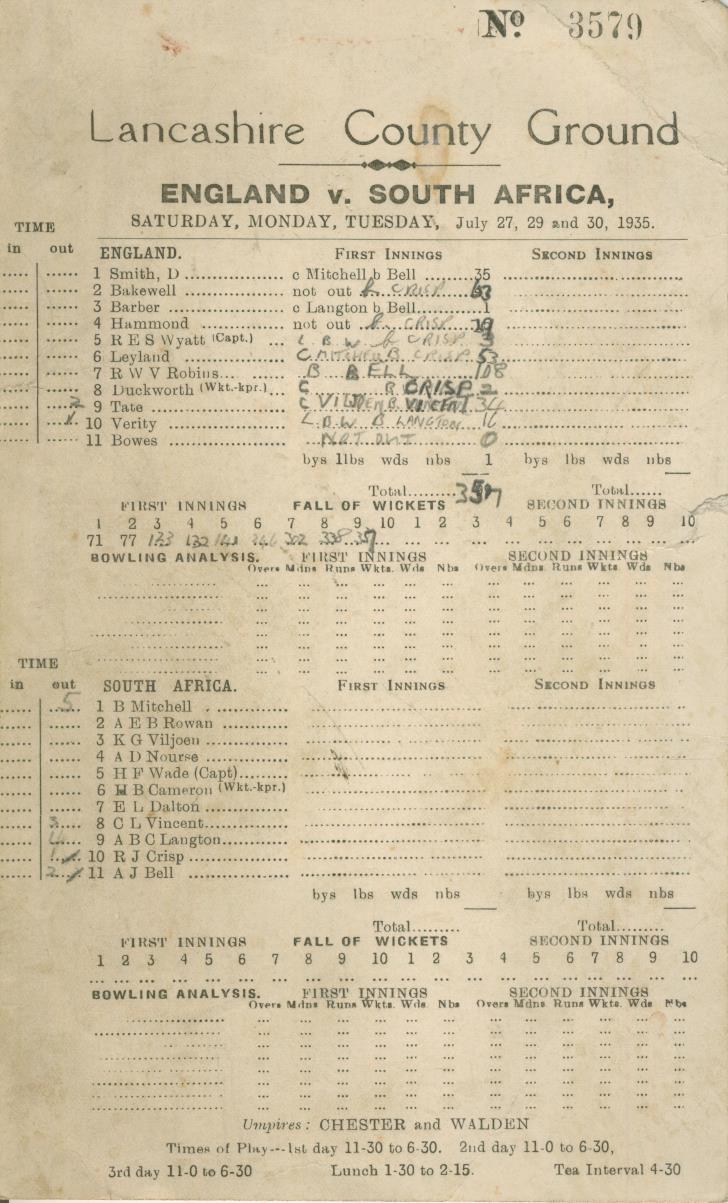 No. 3579
Lancashire County Ground
ENGLAND v. SOUTH AFRICA,
SATURDAY, MONDAY, TUESDAY, July 27, 29 and 30, 1935.
TIME
in out ENGLAND. FIRST INNINGS SECOND INNINGS
1 Smith, D c Mitchell b Bell 35
2 Bakewell not out b CRISP 63
3 Barber c Langton b Bell 1
4 Hammond not out b CRISP 29
5 R E S Wyatt (Capt.) L B W b CRISP 3
6 Leyland C MITCHELL B CRISP 53
7 R W V Robins B BELL 108
8 Duckworth (Wkt.-kpr.) C B CRISP 2
9 Tate C VILJOEN B VINCENT 34
10 Verity L B W B LANGTON 16
11 Bowes NOT OUT 0
bys 1lbs wds nbs 1 bys lbs wds nbs
Total 357 Total
FIRST INNINGS FALL OF WICKETS SECOND INNINGS
1 2 3 4 5 6 7 8 9 10 1 2 3 4 5 6 7 8 9 10
71 77 123 132 141 246 302 338 357
BOWLING ANALYSIS. FIRST INNINGS SECOND INNINGS
Overs Mdns Runs Wkts. Wds Nbs Overs Mdns. Runs Wkts Wds Nbs
TIME
in out SOUTH AFRICA. FIRST INNINGS SECOND INNINGS
5 1 B Mitchell
2 A E B Rowan
3 K G Viljoen
4 A D Nourse
5 H F Wade (Capt)
6 H B Cameron (Wkt.-kpr.)
7 E L Dalton
3 8 C L Vincent
9 A B C Langton
1 10 R J Crisp
2 11 A J Bell
bys lbs wds nbs bys lbs wds nbs
Total Total
FIRST INNINGS FALL OF WICKETS SECOND INNINGS
1 2 3 4 5 6 7 8 9 10 1 2 3 4 5 6 7 8 9 10
BOWLING ANALYSIS. FIRST INNINGS SECOND INNINGS
Overs Mdns Runs Wkts. Wds. Nbs Overs Mdns. Runs Wkts Wds Nbs
Umpires: CHESTER and WALDEN
Times of Play---1st day 11-30 to 6-30. 2nd day 11-0 to 6-30,
3rd day 11-0 to 6-30 Lunch 1-30 to 2-15. Tea Interval 4-30